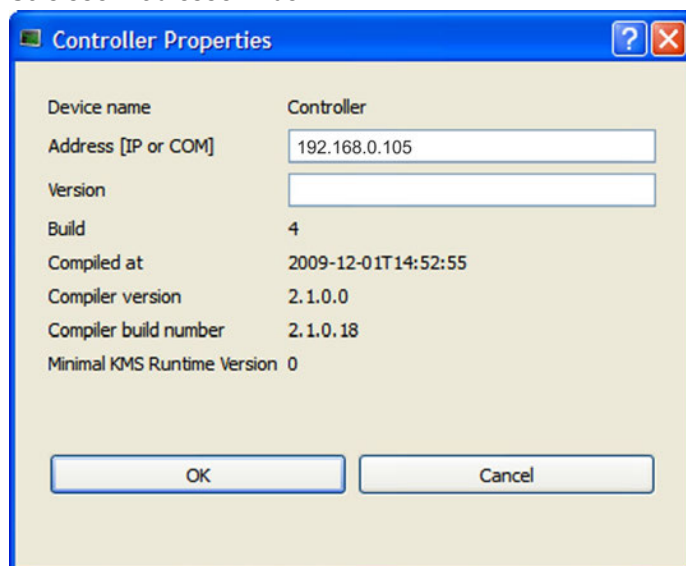 Controller Properties
?
Device name Controller
Address [IP or COM] 192.168.0.105
Version
Build 4
Compiled at 2009-12-01T14:52:55
Compiler version 2.1.0.0
Compiler build number 2.1.0.18
Minimal KMS Runtime Version 0
OK Cancel